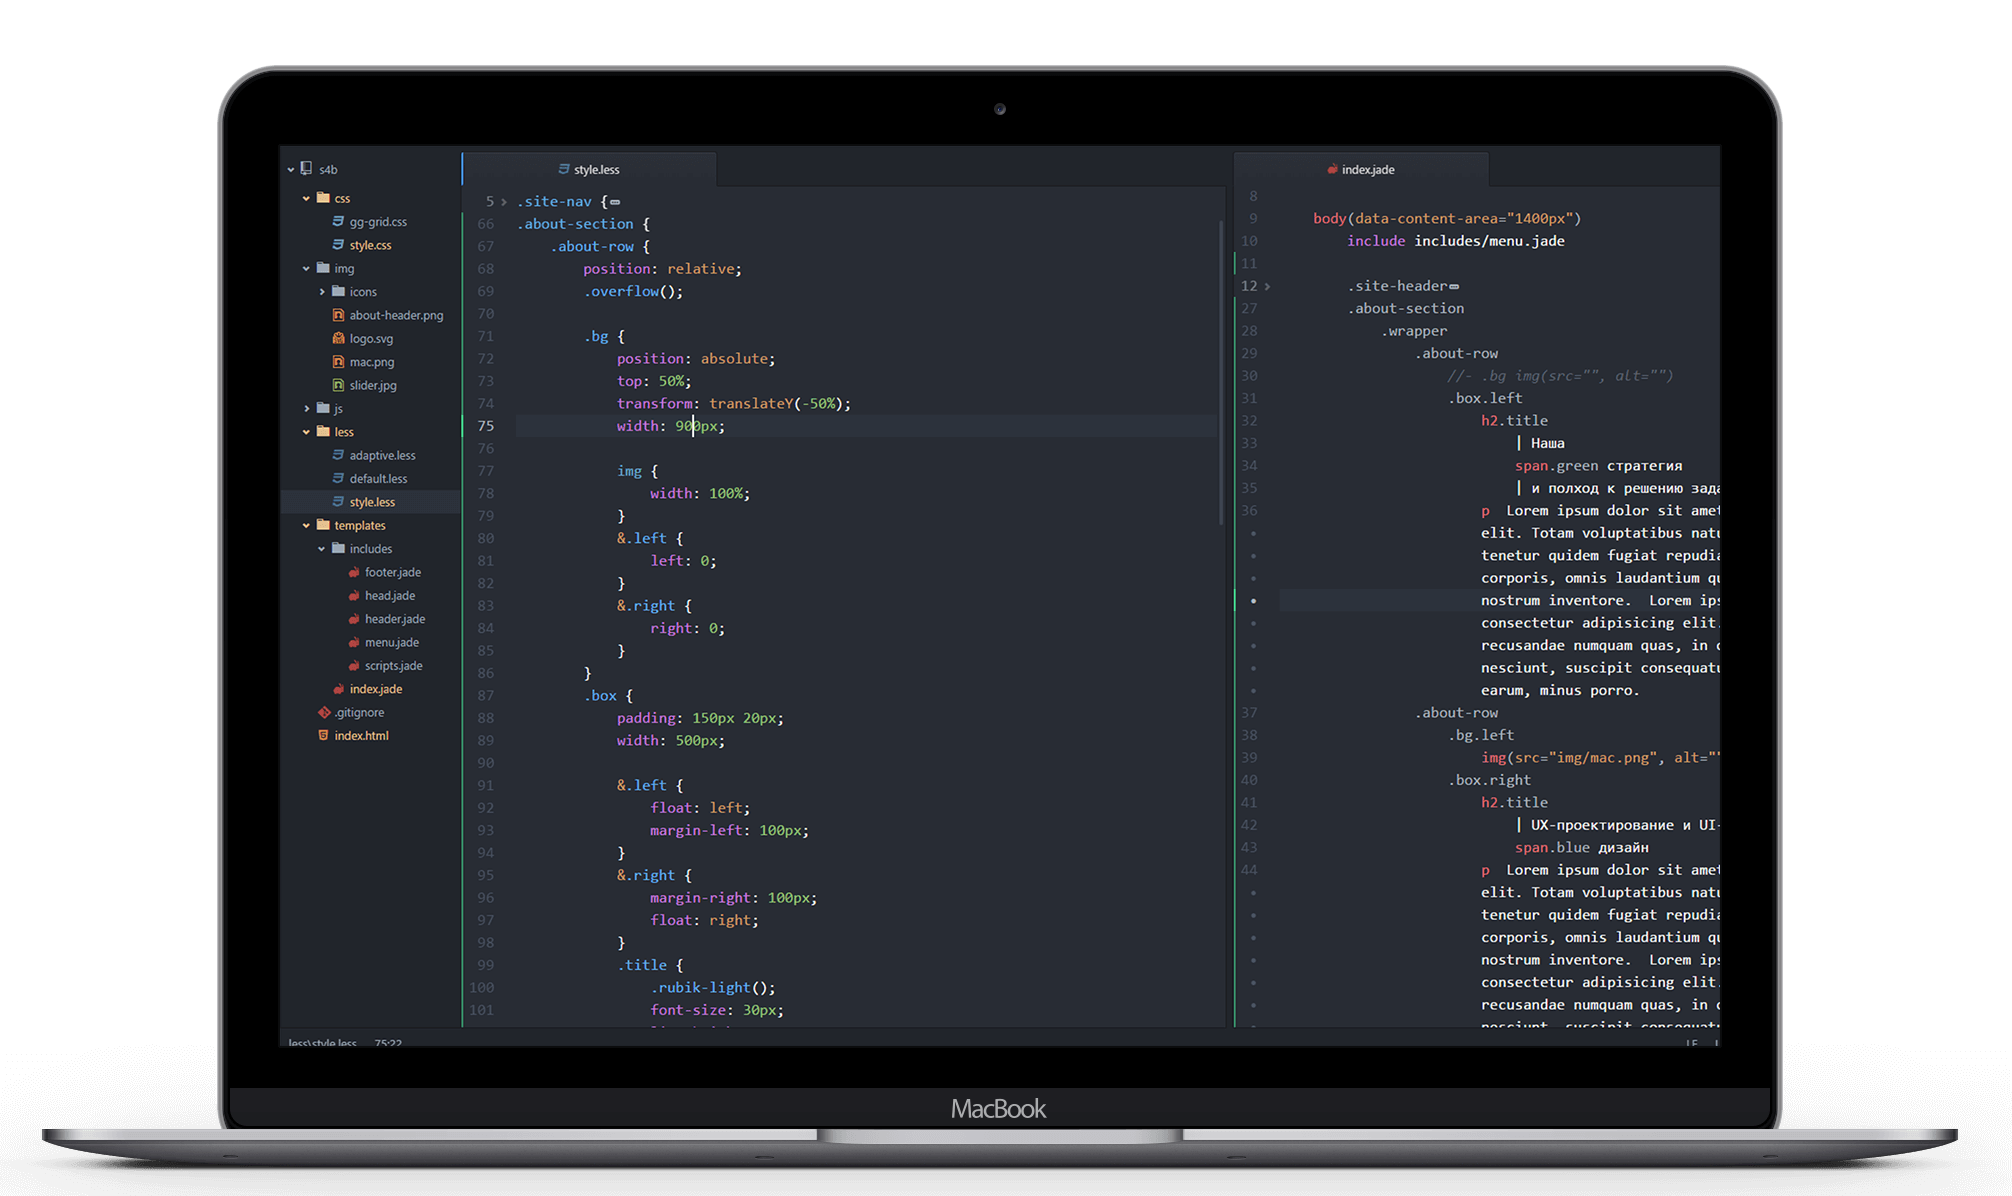 s4b
css
gg-grid.css
style.css
img
icons
about-header.png
logo.svg
mac.png
slider.jpg
js
less
adaptive.less
default.less
style.less
templates
includes
footer.jade
head.jade
header.jade
menu.jade
scripts.jade
index.jade
.gitignore
index.html
style.less
5 .site-nav {
66 .about-section {
67 .about-row {
68 position: relative;
69 .overflow();
70
71 .bg {
72 position: absolute;
73 top: 50%;
74 transform: translateY(-50%);
75 width: 900px;
76
77 img {
78 width: 100%;
79 }
80 &.left {
81 left: 0;
82 }
83 &.right {
84 right: 0;
85 }
86 }
87 .box {
88 padding: 150px 20px;
89 width: 500px;
90
91 &.left {
92 float: left;
93 margin-left: 100px;
94 }
95 &.right {
96 margin-right: 100px;
97 float: right;
98 }
99 .title {
100 .rubik-light();
101 font-size: 30px;
index.jade
8
9 body(data-content-area="1400px")
10 include includes/menu.jade
11
12 .site-header
27 .about-section
28 .wrapper
29 .about-row
30 //- .bg img(src="", alt="")
31 .box.left
32 h2.title
33 | Наша
34 span.green стратегия
35 | и полход к решению зада
36 p Lorem ipsum dolor sit amet
elit. Totam voluptatibus natu
tenetur quidem fugiat repudia
corporis, omnis laudantium qu
nostrum inventore. Lorem ips
consectetur adipisicing elit.
recusandae numquam quas, in c
nesciunt, suscipit consequatu
earum, minus porro.
37 .about-row
38 .bg.left
39 img(src="img/mac.png", alt=""
40 .box.right
41 h2.title
42 | UX-проектирование и UI-
43 span.blue дизайн
44 p Lorem ipsum dolor sit amet
elit. Totam voluptatibus natu
tenetur quidem fugiat repudia
corporis, omnis laudantium qu
nostrum inventore. Lorem ips
consectetur adipisicing elit.
recusandae numquam quas, in c
nesciunt, suscipit consequatu
less\style.less 75:22
LF
MacBook